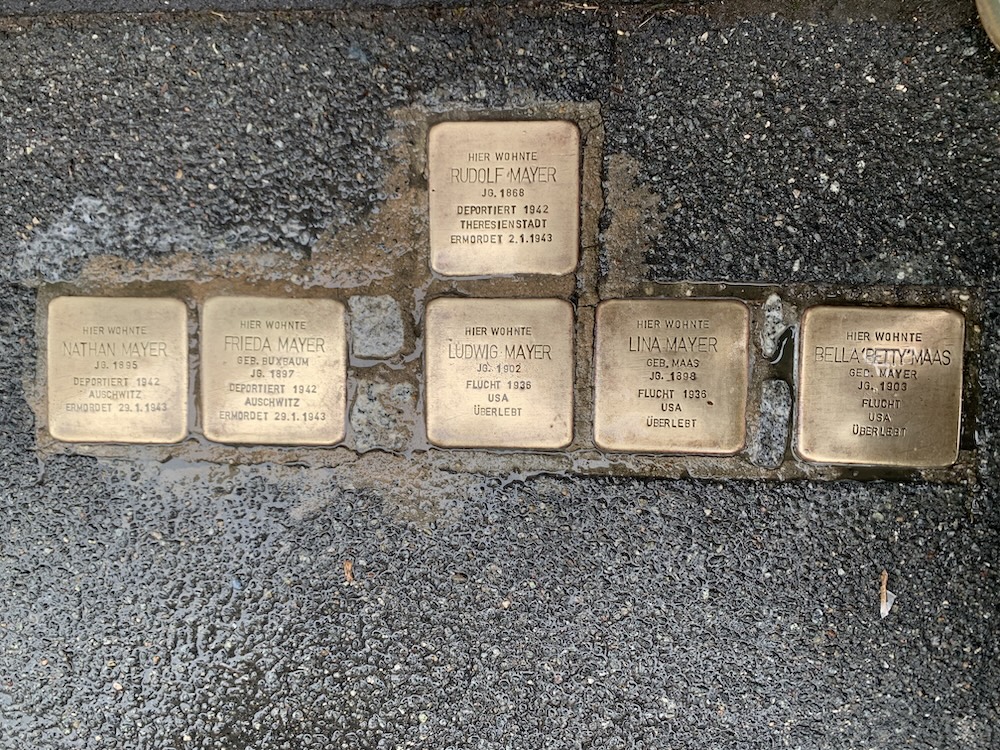 HIER WOHNTE
RUDOLF MAYER
JG. 1868
DEPORTIERT 1942
THERESIENSTADT
ERMORDET 2.1.1943
HIER WOHNTE
NATHAN MAYER
JG. 1895
DEPORTIERT 1942
AUSCHWITZ
ERMORDET 29.1.1943
HIER WOHNTE
FRIEDA MAYER
GEB. BUXBAUM
JG. 1897
DEPORTIERT 1942
AUSCHWITZ
ERMORDET 29.1.1943
HIER WOHNTE
LUDWIG MAYER
JG. 1902
FLUCHT 1936
USA
ÜBERLEBT
HIER WOHNTE
LINA MAYER
GEB. MAAS
JG. 1898
FLUCHT 1936
USA
ÜBERLEBT
HIER WOHNTE
BELLA 'BETTY' MAAS
GEB. MAYER
JG. 1903
FLUCHT
USA
ÜBERLEBT